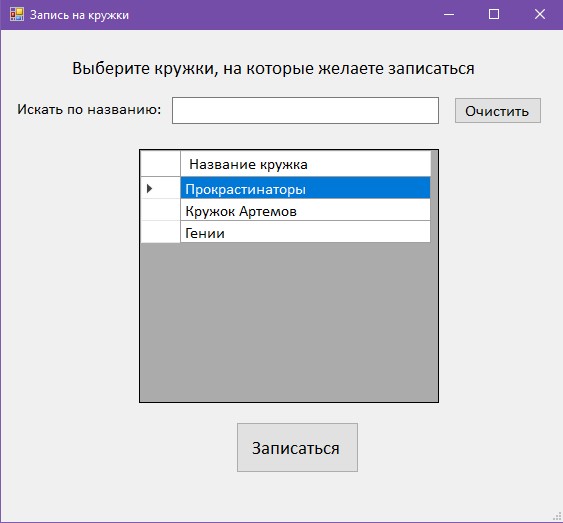 Запись на кружки
Выберите кружки, на которые желаете записаться
Искать по названию:
Очистить
Название кружка
Прокрастинаторы
Кружок Артемов
Гении
Записаться